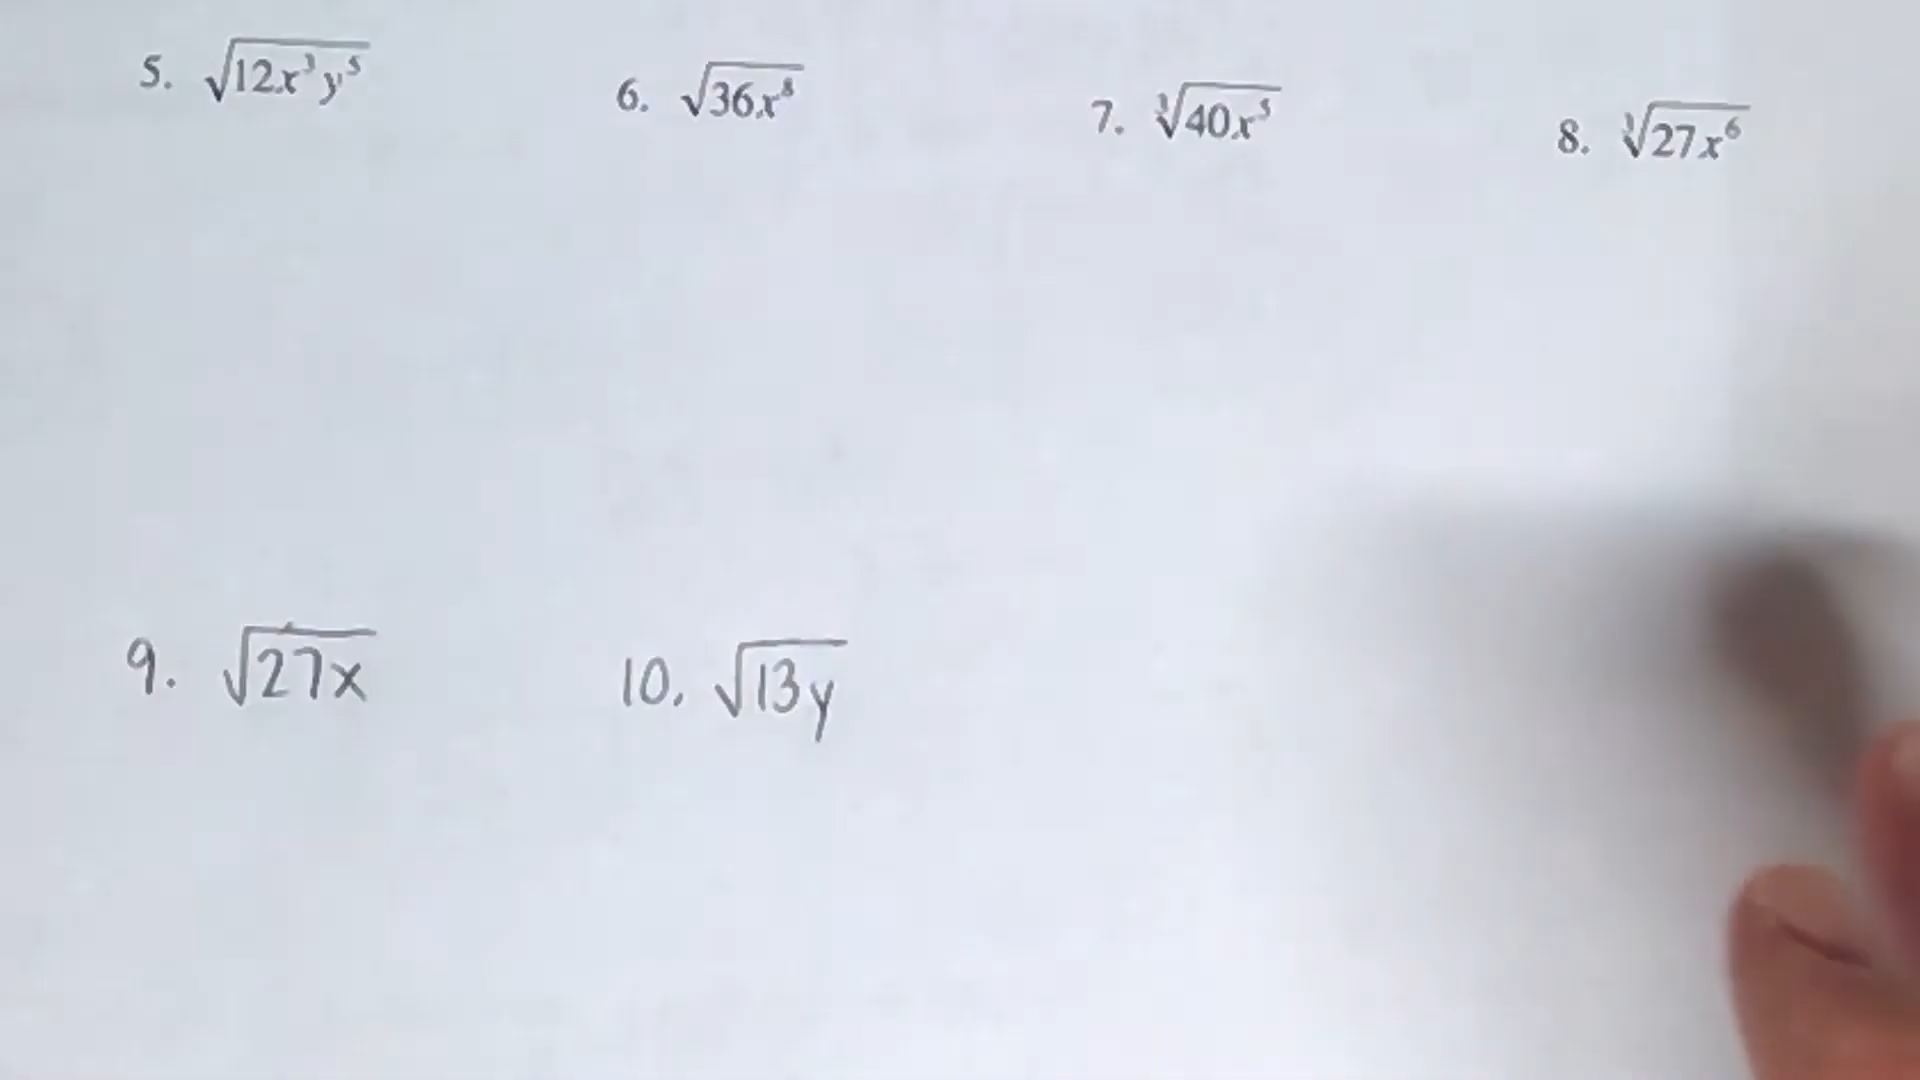 5. √12x³y⁵ 6. √36x⁸ 7. ∛40x⁵ 8. ∛27x⁶
9. √27x 10. √13y